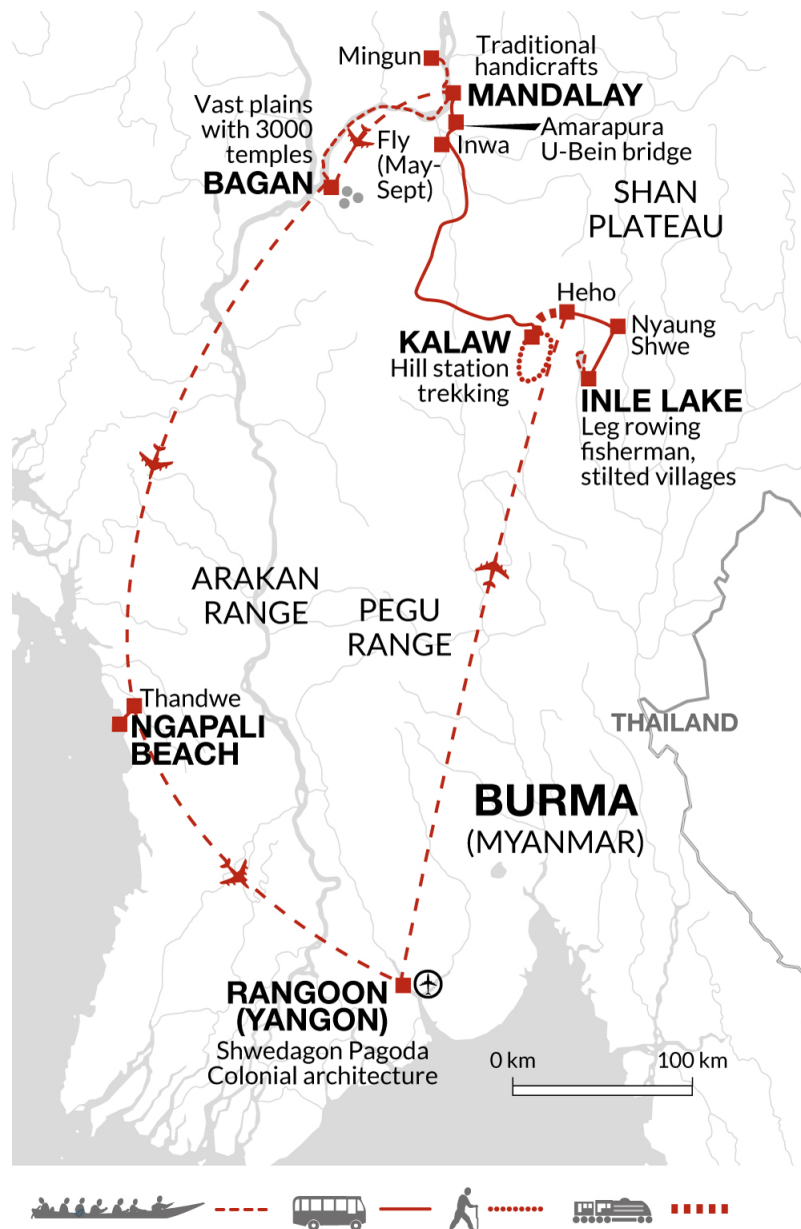 Mingun
Traditional
handicrafts
MANDALAY
Vast plains
with 3000
temples
BAGAN
Fly
(May-
Sept)
Inwa
Amarapura
U-Bein bridge
SHAN
PLATEAU
Heho
Nyaung
Shwe
KALAW
Hill station
trekking
INLE LAKE
Leg rowing
fisherman,
stilted villages
ARAKAN
RANGE
PEGU
RANGE
Thandwe
NGAPALI
BEACH
THAILAND
BURMA
(MYANMAR)
RANGOON
(YANGON)
Shwedagon Pagoda
Colonial architecture
0 km
100 km